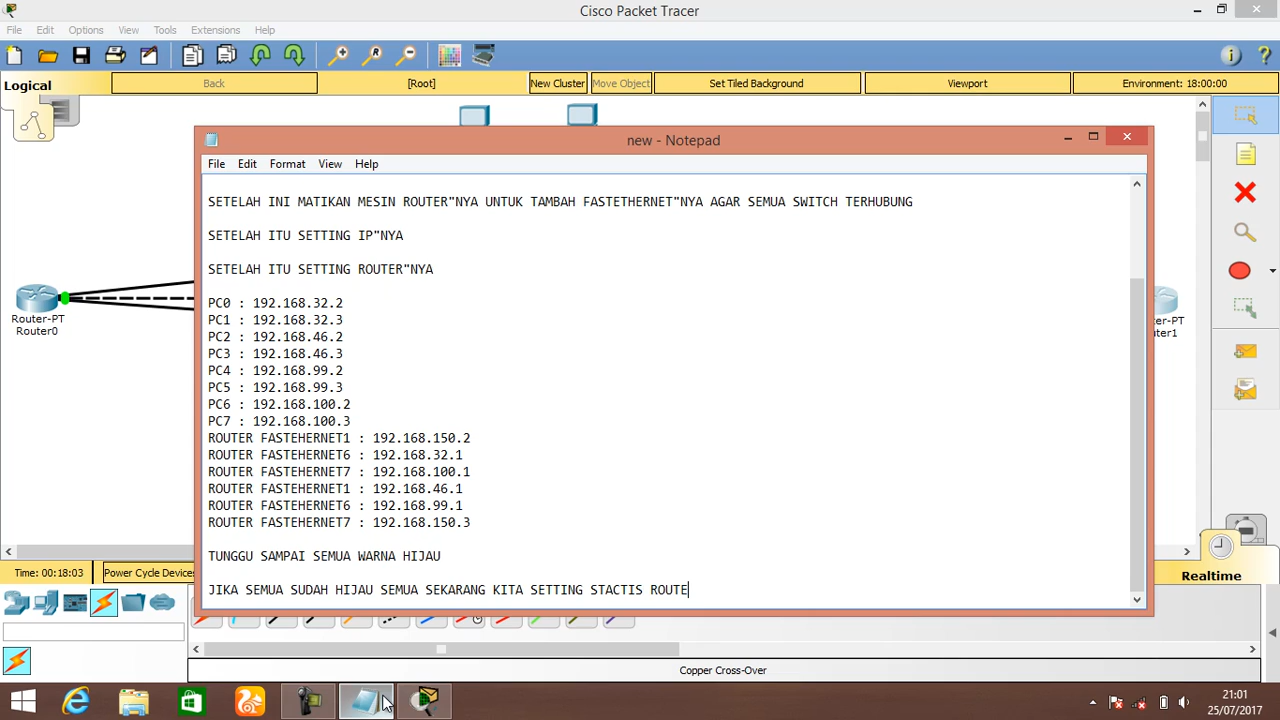 Cisco Packet Tracer
File Edit Options View Tools Extensions Help
Logical Back [Root] New Cluster Move Object Set Tiled Background Viewport Environment: 18:00:00
new - Notepad
File Edit Format View Help
SETELAH INI MATIKAN MESIN ROUTER"NYA UNTUK TAMBAH FASTETHERNET"NYA AGAR SEMUA SWITCH TERHUBUNG
SETELAH ITU SETTING IP"NYA
SETELAH ITU SETTING ROUTER"NYA
PC0 : 192.168.32.2
PC1 : 192.168.32.3
PC2 : 192.168.46.2
PC3 : 192.168.46.3
PC4 : 192.168.99.2
PC5 : 192.168.99.3
PC6 : 192.168.100.2
PC7 : 192.168.100.3
ROUTER FASTEHERNET1 : 192.168.150.2
ROUTER FASTEHERNET6 : 192.168.32.1
ROUTER FASTEHERNET7 : 192.168.100.1
ROUTER FASTEHERNET1 : 192.168.46.1
ROUTER FASTEHERNET6 : 192.168.99.1
ROUTER FASTEHERNET7 : 192.168.150.3
TUNGGU SAMPAI SEMUA WARNA HIJAU
JIKA SEMUA SUDAH HIJAU SEMUA SEKARANG KITA SETTING STACTIS ROUTE
Router-PT
Router0
er-PT
ter1
Time: 00:18:03 Power Cycle Devices
Realtime
Copper Cross-Over
21:01
25/07/2017